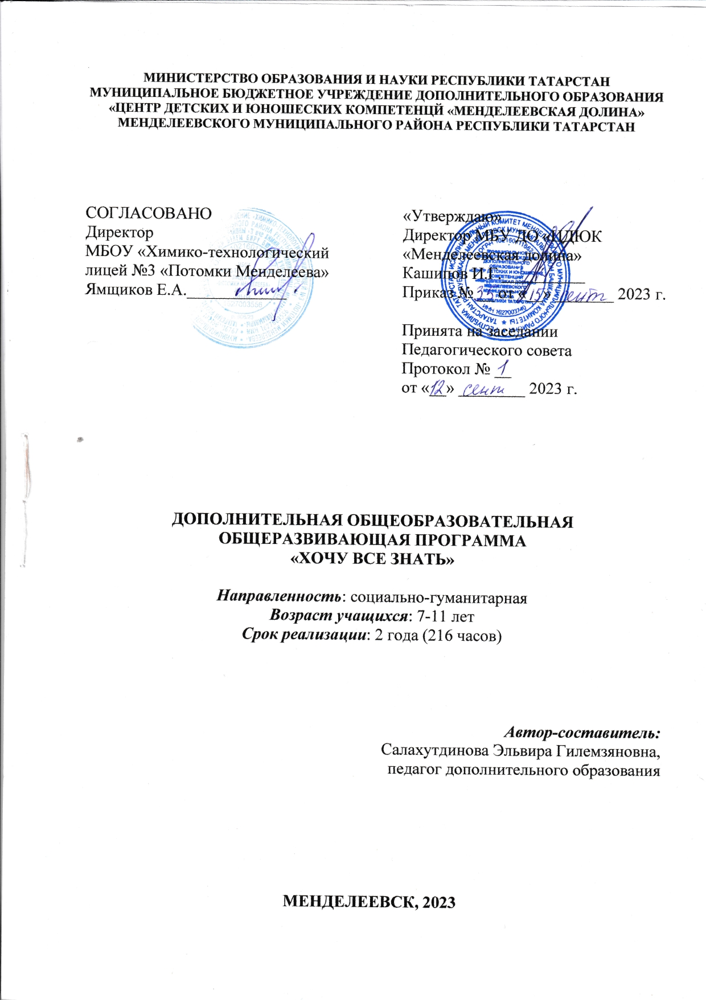 МИНИСТЕРСТВО ОБРАЗОВАНИЯ И НАУКИ РЕСПУБЛИКИ ТАТАРСТАН
МУНИЦИПАЛЬНОЕ БЮДЖЕТНОЕ УЧРЕЖДЕНИЕ ДОПОЛНИТЕЛЬНОГО ОБРАЗОВАНИЯ
«ЦЕНТР ДЕТСКИХ И ЮНОШЕСКИХ КОМПЕТЕНЦЙ «МЕНДЕЛЕЕВСКАЯ ДОЛИНА»
МЕНДЕЛЕЕВСКОГО МУНИЦИПАЛЬНОГО РАЙОНА РЕСПУБЛИКИ ТАТАРСТАН
СОГЛАСОВАНО
Директор
МБОУ «Химико-технологический
лицей №3 «Потомки Менделеева»
Ямщиков Е.А.
«Утверждаю»
Директор МБУ ДО «ЦДЮК
«Менделеевская долина»
Кашипов И.Г.
Приказ № 35 от «15» сент 2023 г.
Принята на заседании
Педагогического совета
Протокол № 1
от «12» сент 2023 г.
ДОПОЛНИТЕЛЬНАЯ ОБЩЕОБРАЗОВАТЕЛЬНАЯ
ОБЩЕРАЗВИВАЮЩАЯ ПРОГРАММА
«ХОЧУ ВСЕ ЗНАТЬ»
Направленность: социально-гуманитарная
Возраст учащихся: 7-11 лет
Срок реализации: 2 года (216 часов)
Автор-составитель:
Салахутдинова Эльвира Гилемзяновна,
педагог дополнительного образования
МЕНДЕЛЕЕВСК, 2023